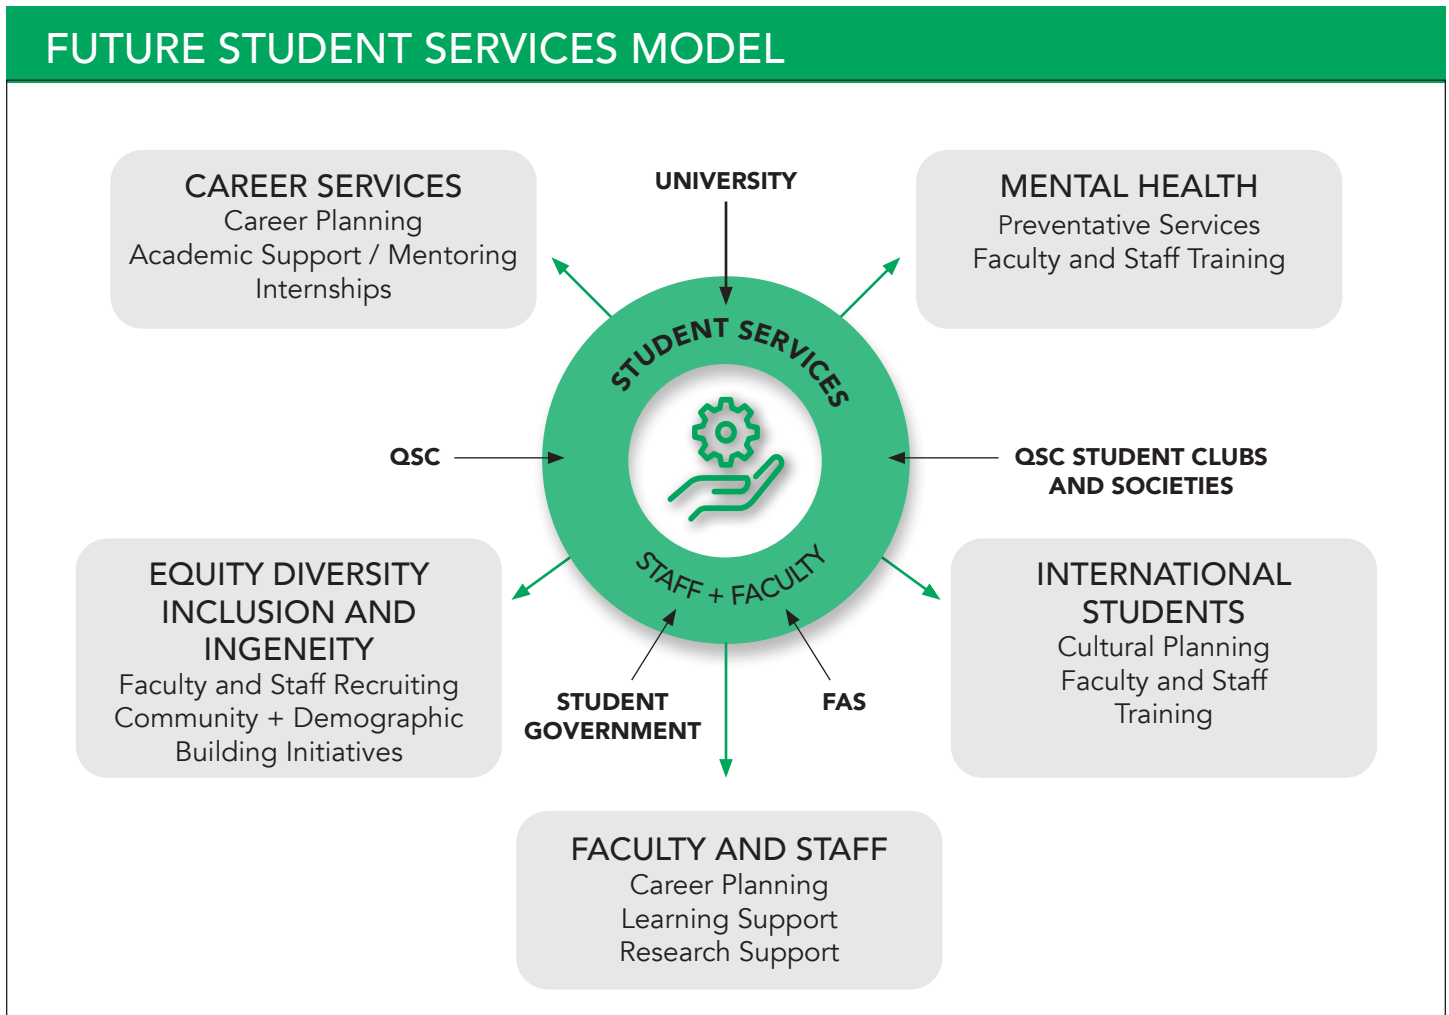 FUTURE STUDENT SERVICES MODEL
CAREER SERVICES
Career Planning
Academic Support / Mentoring
Internships
UNIVERSITY
MENTAL HEALTH
Preventative Services
Faculty and Staff Training
STUDENT SERVICES
QSC
QSC STUDENT CLUBS
AND SOCIETIES
STAFF + FACULTY
EQUITY DIVERSITY
INCLUSION AND
INGENEITY
Faculty and Staff Recruiting
Community + Demographic
Building Initiatives
STUDENT
GOVERNMENT
FAS
INTERNATIONAL
STUDENTS
Cultural Planning
Faculty and Staff
Training
FACULTY AND STAFF
Career Planning
Learning Support
Research Support